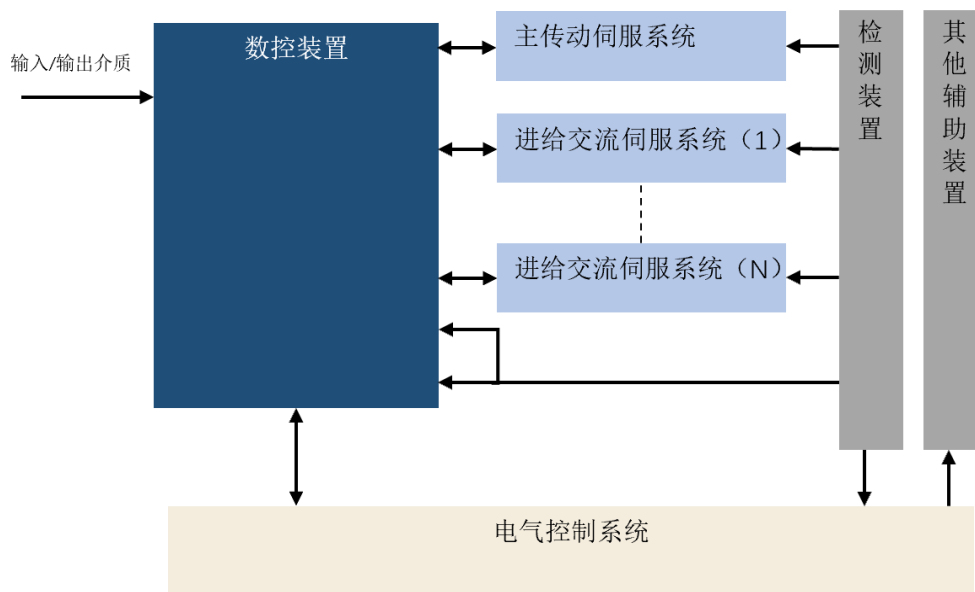 输入/输出介质
数控装置
主传动伺服系统
进给交流伺服系统（1）
进给交流伺服系统（N）
检测装置
其他辅助装置
电气控制系统